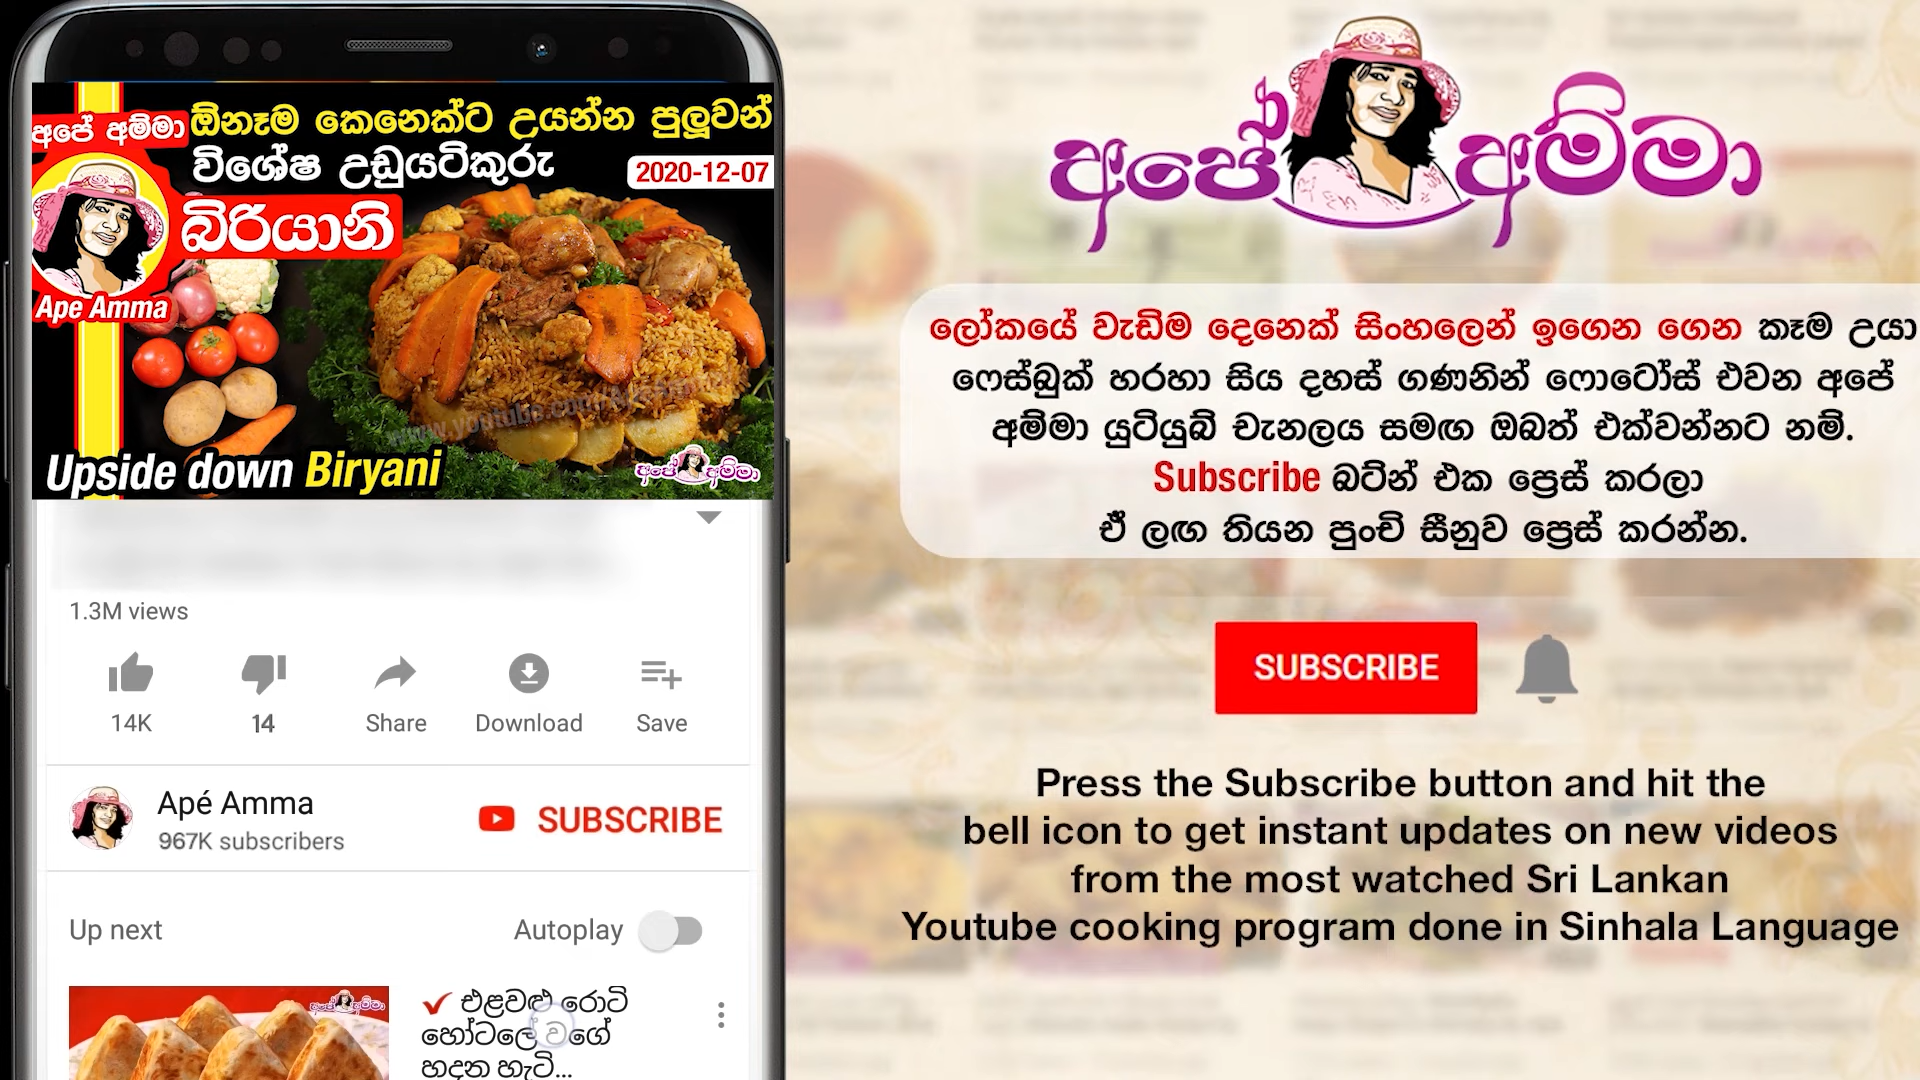 අපේ අම්මා
ඕනෑම කෙනෙක්ට උයන්න පුලූවන්
විශේෂ උඩුයටිකුරු
2020-12-07
බිරියානි
Ape Amma
Upside down Biryani
අපේ අම්මා
1.3M views
14K
14
Share
Download
Save
Apé Amma
967K subscribers
SUBSCRIBE
Up next
Autoplay
එළවළු රොටි
හෝටලේ වගේ
හදන හැටි...
අපේ අම්මා
අපේ අම්මා
ලෝකයේ වැඩිම දෙනෙක් සිංහලෙන් ඉගෙන ගෙන කෑම උයා
ෆේස්බුක් හරහා සිය දහස් ගණනින් ෆොටෝස් එවන අපේ
අම්මා යුටියුබ් චැනලය සමඟ ඔබත් එක්වන්නට නම්.
Subscribe බටන් එක ප්‍රෙස් කරලා
ඒ ලඟ තියන පුංචි සීනුව ප්‍රෙස් කරන්න.
SUBSCRIBE
Press the Subscribe button and hit the
bell icon to get instant updates on new videos
from the most watched Sri Lankan
Youtube cooking program done in Sinhala Language